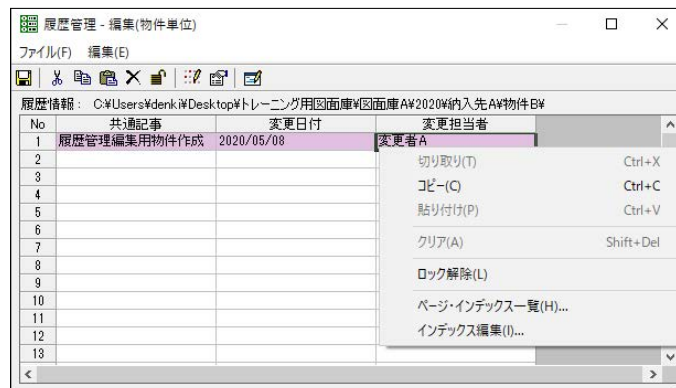 履歴管理 - 編集(物件単位)
ファイル(F) 編集(E)
履歴情報： C:¥Users¥denki¥Desktop¥トレーニング用図面庫¥図面庫A¥2020¥納入先A¥物件B¥
No 共通記事 変更日付 変更担当者
1 履歴管理編集用物件作成 2020/05/08 変更者A
2
3
4
5
6
7
8
9
10
11
12
13
切り取り(T) Ctrl+X
コピー(C) Ctrl+C
貼り付け(P) Ctrl+V
クリア(A) Shift+Del
ロック解除(L)
ページ・インデックス一覧(H)...
インデックス編集(I)...